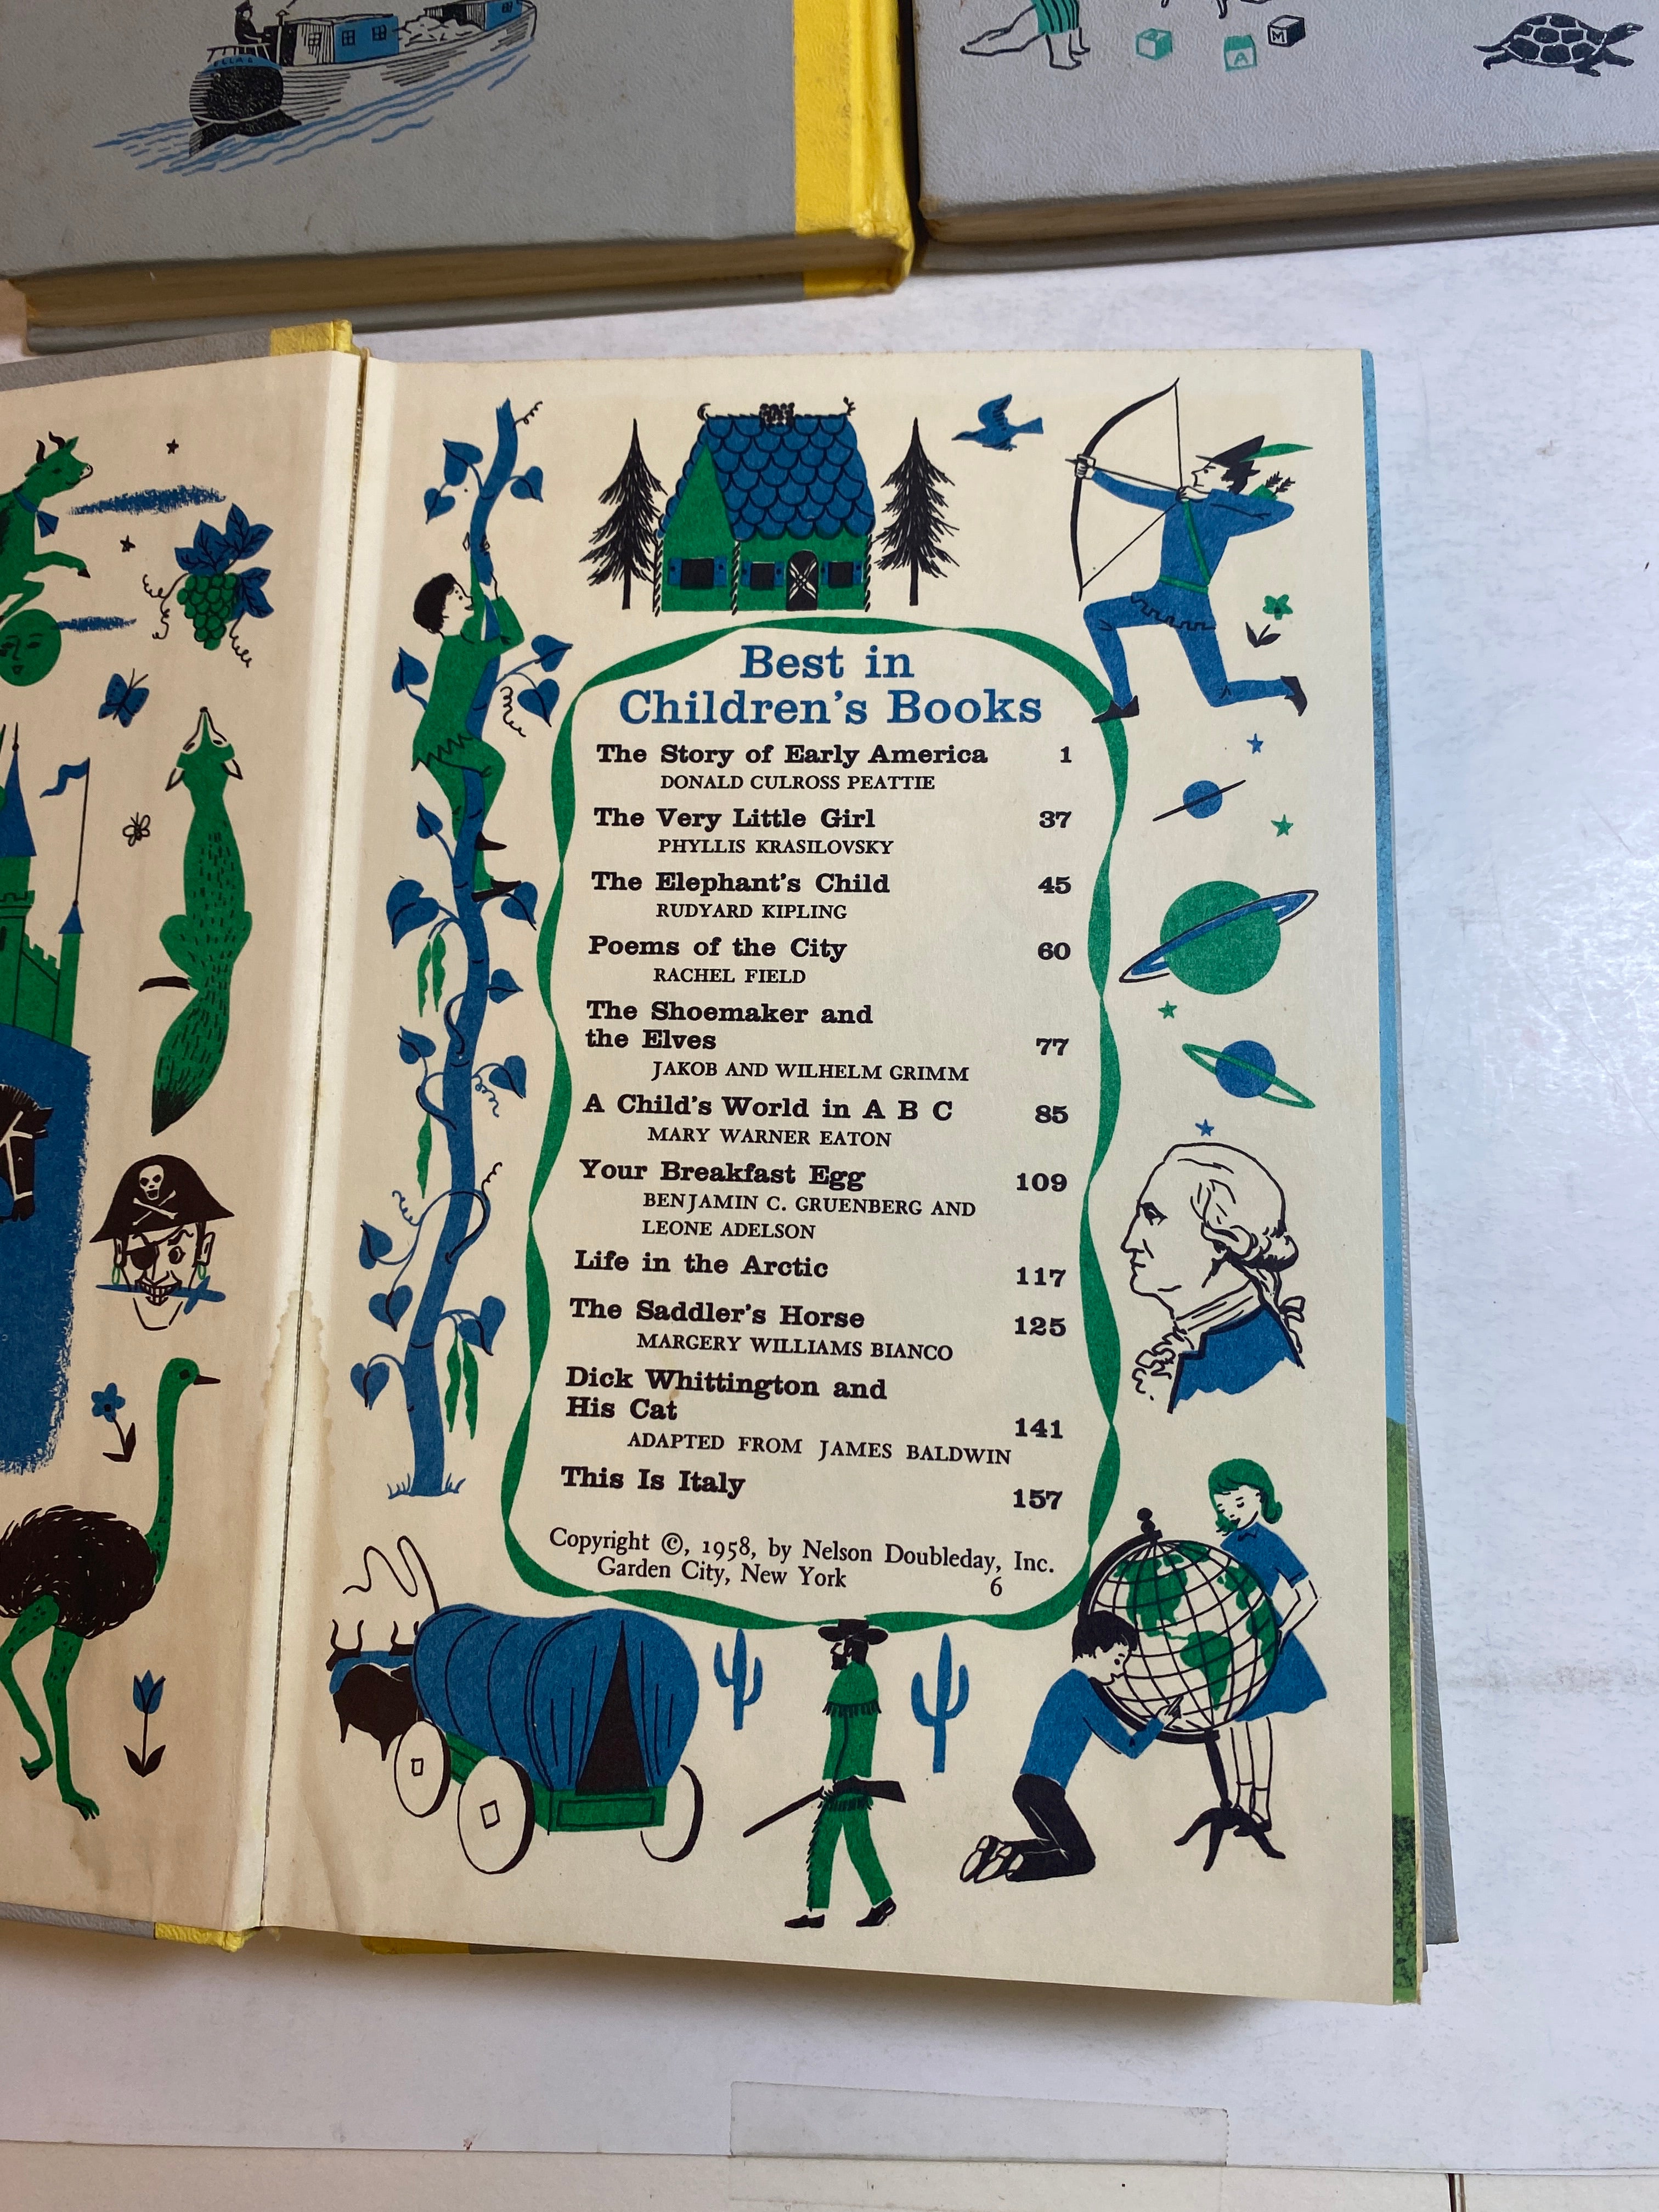 ELLA
M
A
Best in
Children's Books
The Story of Early America 1
DONALD CULROSS PEATTIE
The Very Little Girl 37
PHYLLIS KRASILOVSKY
The Elephant's Child 45
RUDYARD KIPLING
Poems of the City 60
RACHEL FIELD
The Shoemaker and
the Elves 77
JAKOB AND WILHELM GRIMM
A Child's World in A B C 85
MARY WARNER EATON
Your Breakfast Egg 109
BENJAMIN C. GRUENBERG AND
LEONE ADELSON
Life in the Arctic 117
The Saddler's Horse 125
MARGERY WILLIAMS BIANCO
Dick Whittington and
His Cat 141
ADAPTED FROM JAMES BALDWIN
This Is Italy 157
Copyright ©, 1958, by Nelson Doubleday, Inc.
Garden City, New York 6